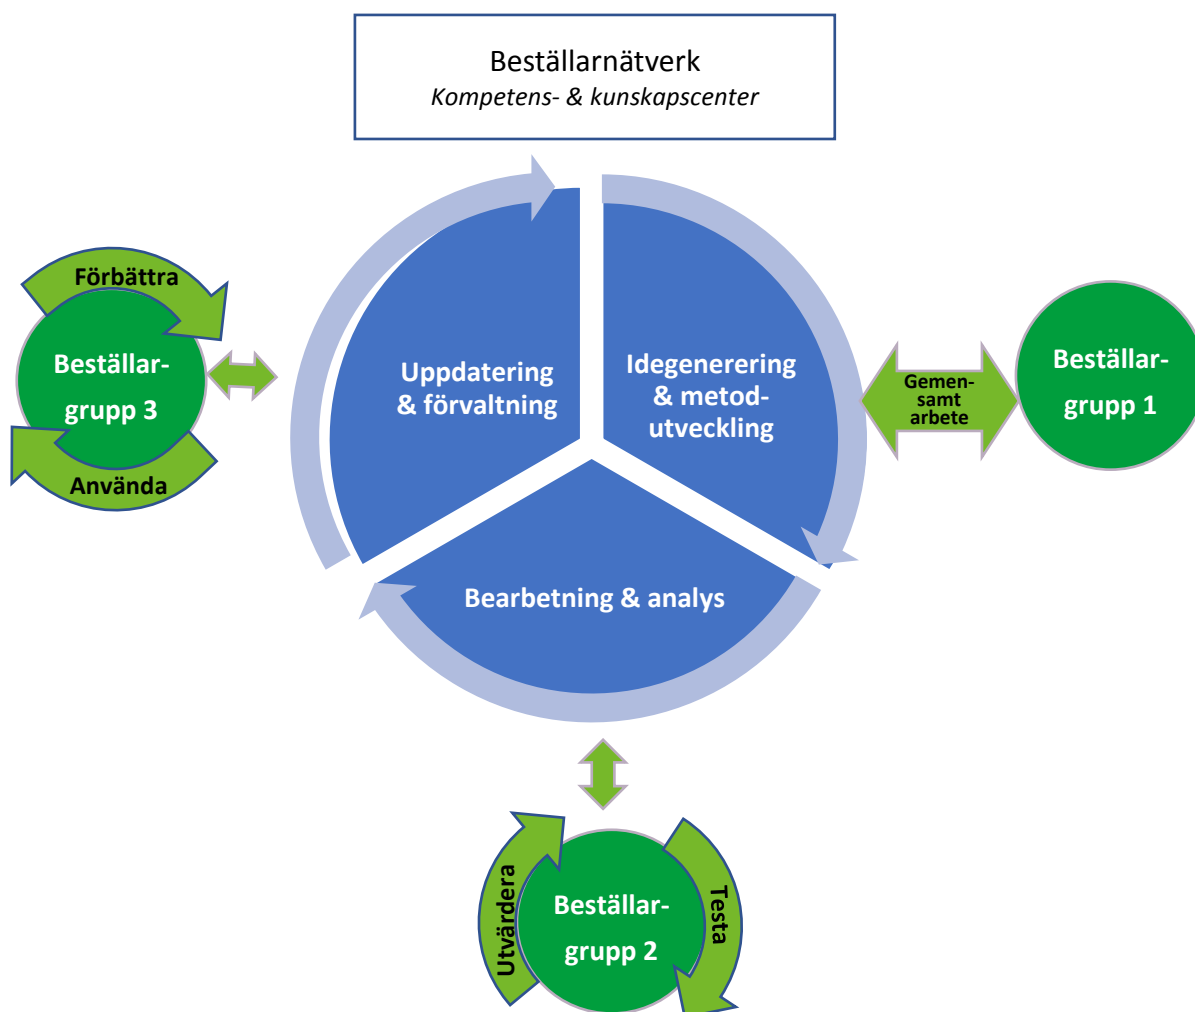 Beställarnätverk
Kompetens- & kunskapscenter
Förbättra
Beställar-
grupp 3
Använda
Uppdatering
& förvaltning
Idegenerering
& metod-
utveckling
Gemen-
samt
arbete
Beställar-
grupp 1
Bearbetning & analys
Utvärdera
Beställar-
grupp 2
Testa